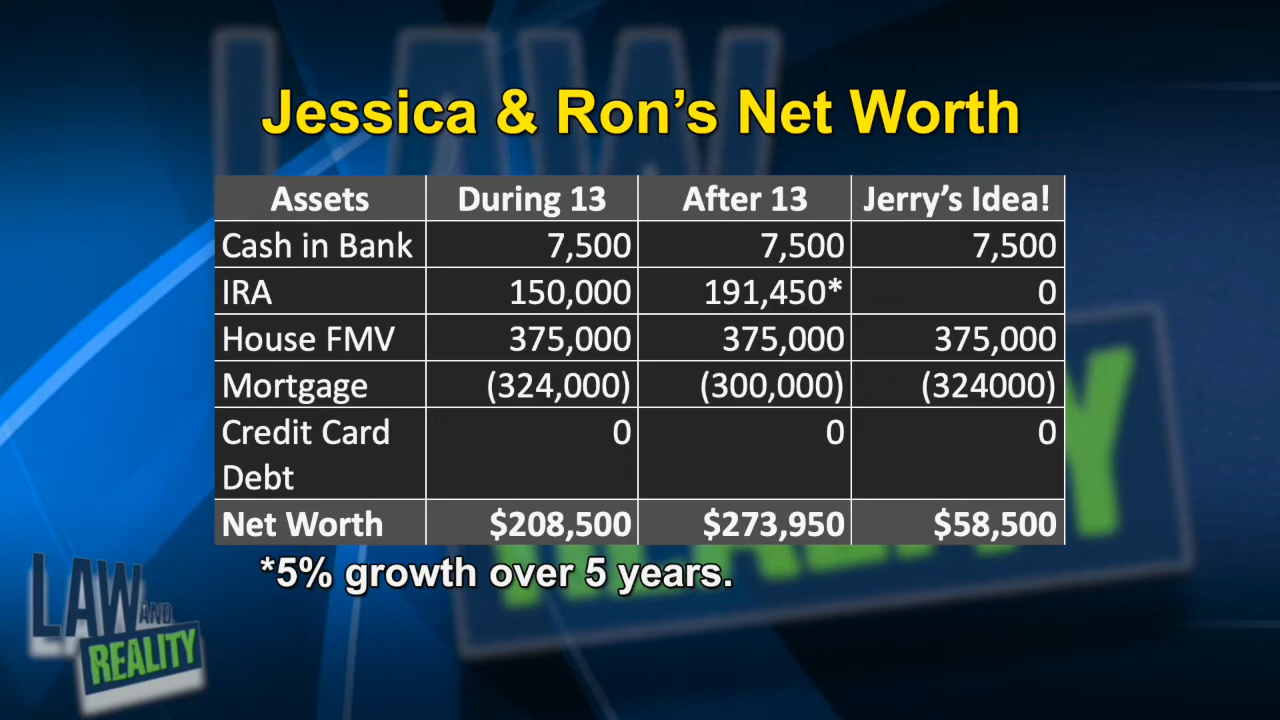 Jessica & Ron's Net Worth
Assets During 13 After 13 Jerry's Idea!
Cash in Bank 7,500 7,500 7,500
IRA 150,000 191,450* 0
House FMV 375,000 375,000 375,000
Mortgage (324,000) (300,000) (324000)
Credit Card 0 0 0
Debt
Net Worth $208,500 $273,950 $58,500
*5% growth over 5 years.
LAW
AND
REALITY
LAW
REALITY